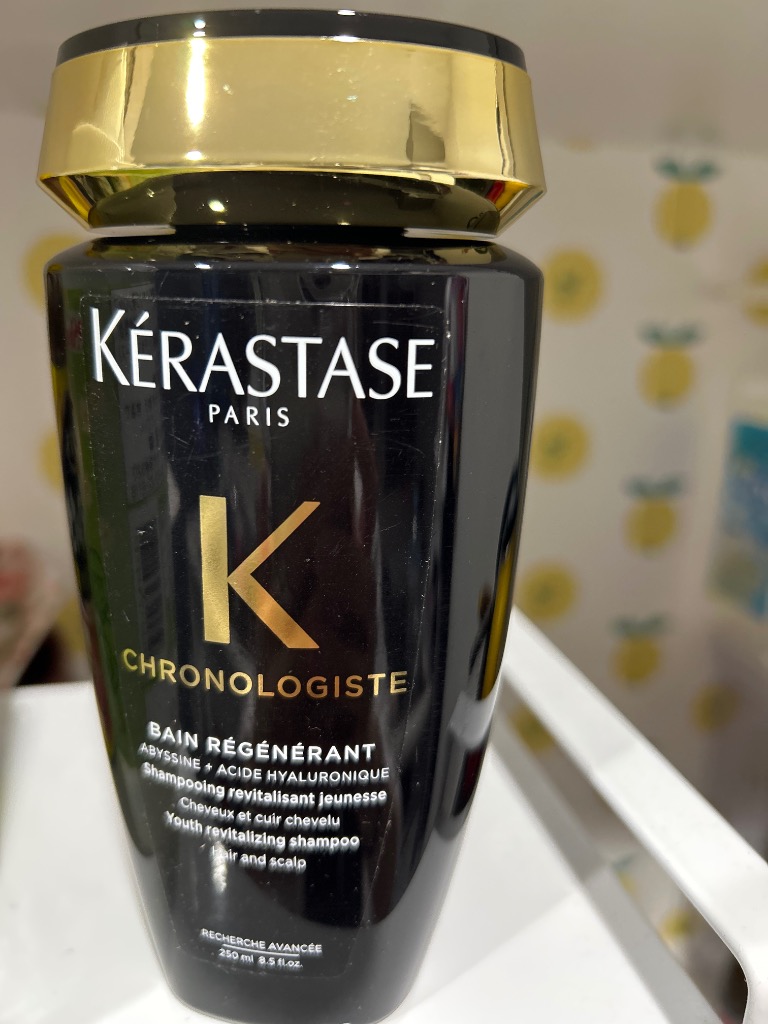 KÉRASTASE
PARIS
K
CHRONOLOGISTE
BAIN RÉGÉNÉRANT
ABYSSINE + ACIDE HYALURONIQUE
Shampooing revitalisant jeunesse
Cheveux et cuir chevelu
Youth revitalizing shampoo
Hair and scalp
RECHERCHE AVANCÉE
250 ml 8.5 fl.oz.